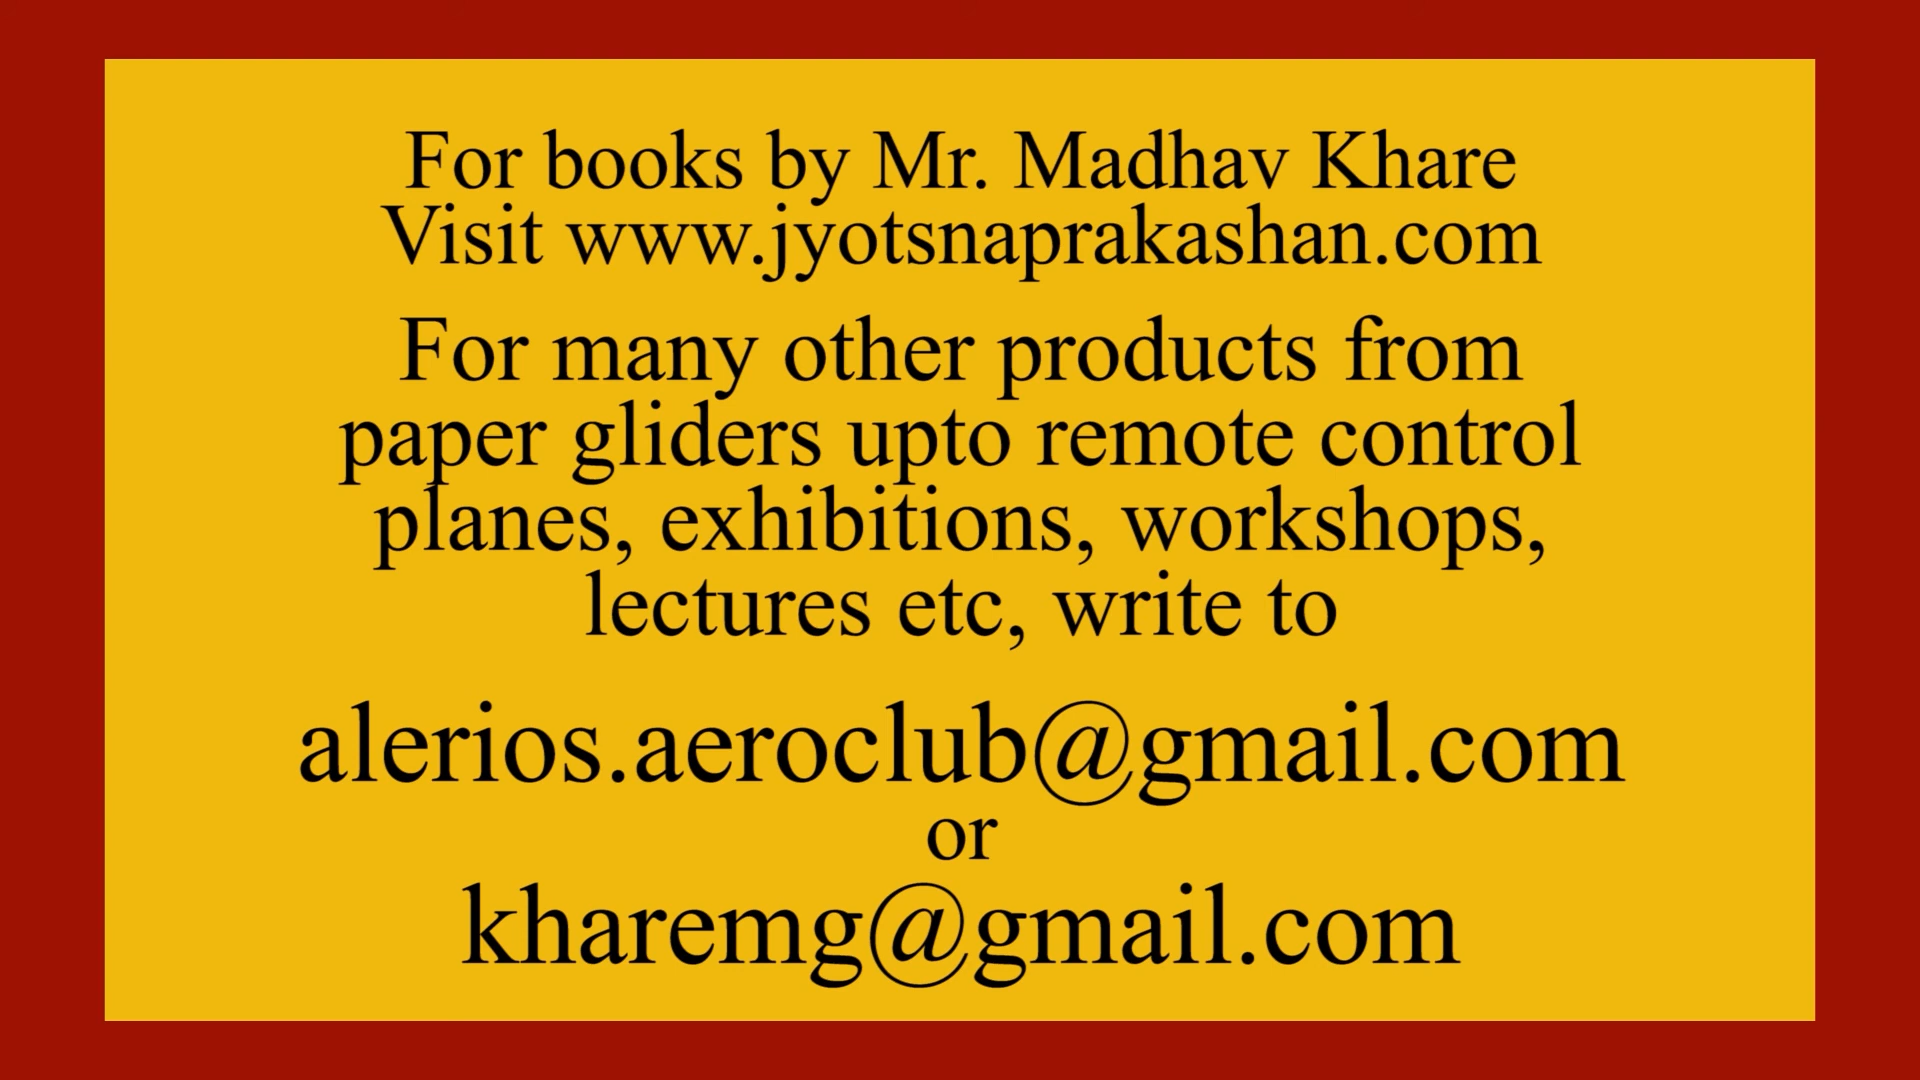 For books by Mr. Madhav Khare
Visit www.jyotsnaprakashan.com
For many other products from
paper gliders upto remote control
planes, exhibitions, workshops,
lectures etc, write to
alerios.aeroclub@gmail.com
or
kharemg@gmail.com